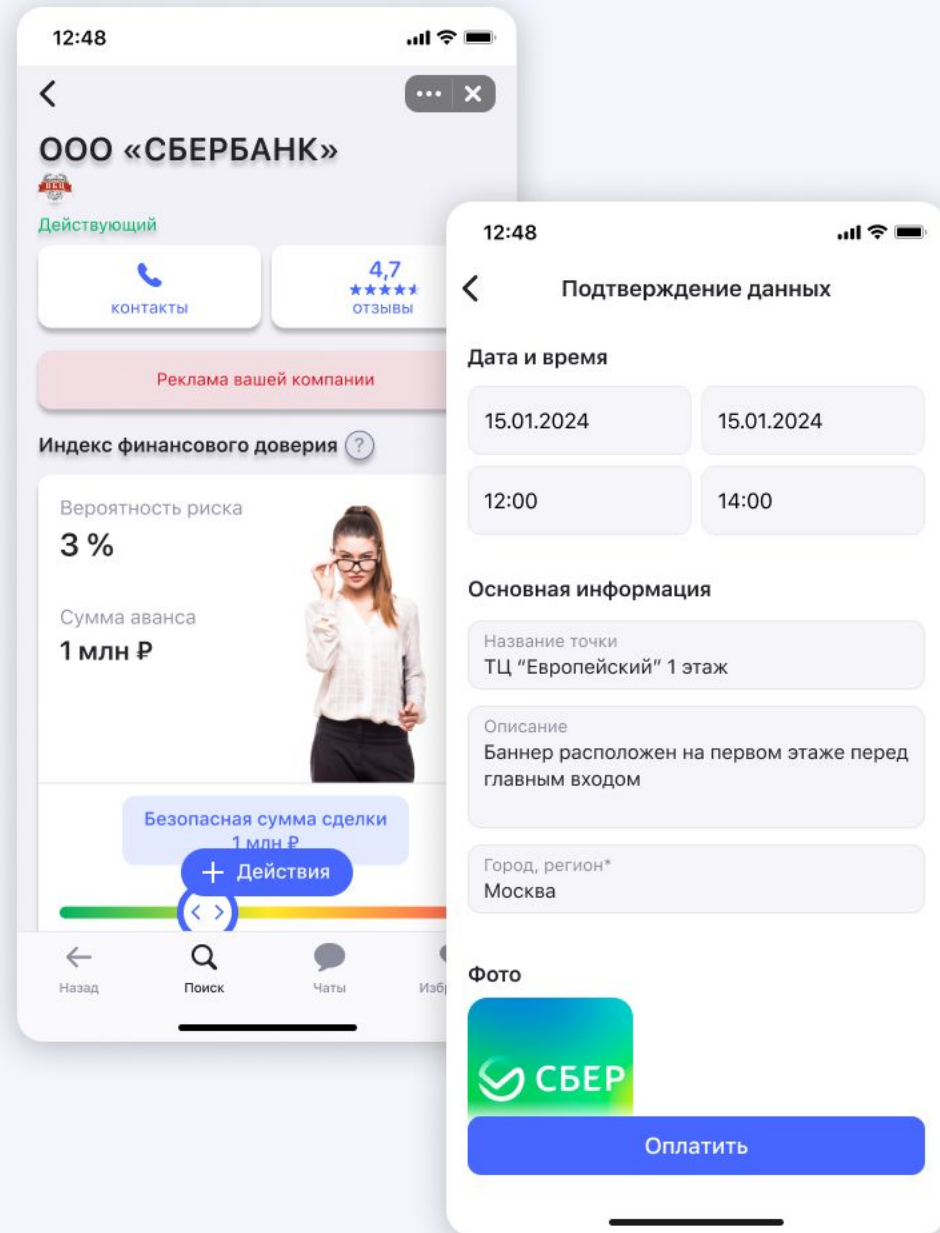 12:48
ООО «СБЕРБАНК»
Действующий
контакты
4,7
отзывы
Реклама вашей компании
Индекс финансового доверия ?
Вероятность риска
3 %
Сумма аванса
1 млн ₽
Безопасная сумма сделки
1 млн ₽
+ Действия
Назад
Поиск
Чаты
12:48
Подтверждение данных
Дата и время
15.01.2024
15.01.2024
12:00
14:00
Основная информация
Название точки
ТЦ "Европейский" 1 этаж
Описание
Баннер расположен на первом этаже перед
главным входом
Город, регион*
Москва
Фото
СБЕР
Оплатить